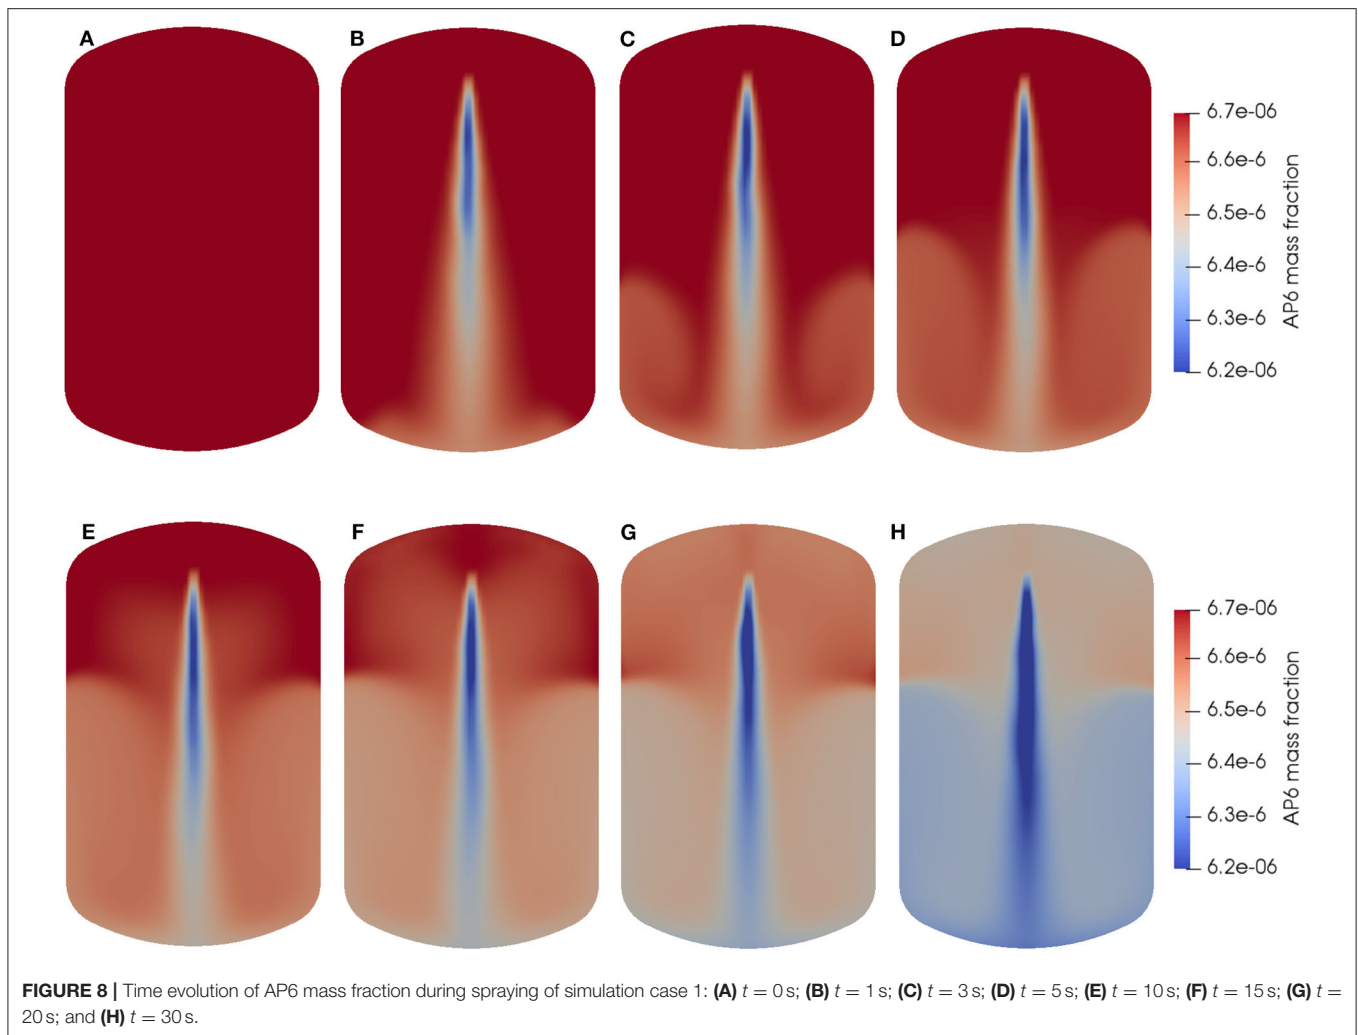 A
B
C
D
6.7e-06
6.6e-6
6.5e-6
6.4e-6
6.3e-6
6.2e-06
AP6 mass fraction
E
F
G
H
6.7e-06
6.6e-6
6.5e-6
6.4e-6
6.3e-6
6.2e-06
AP6 mass fraction
FIGURE 8 | Time evolution of AP6 mass fraction during spraying of simulation case 1: (A) t = 0 s; (B) t = 1 s; (C) t = 3 s; (D) t = 5 s; (E) t = 10 s; (F) t = 15 s; (G) t =
20 s; and (H) t = 30 s.